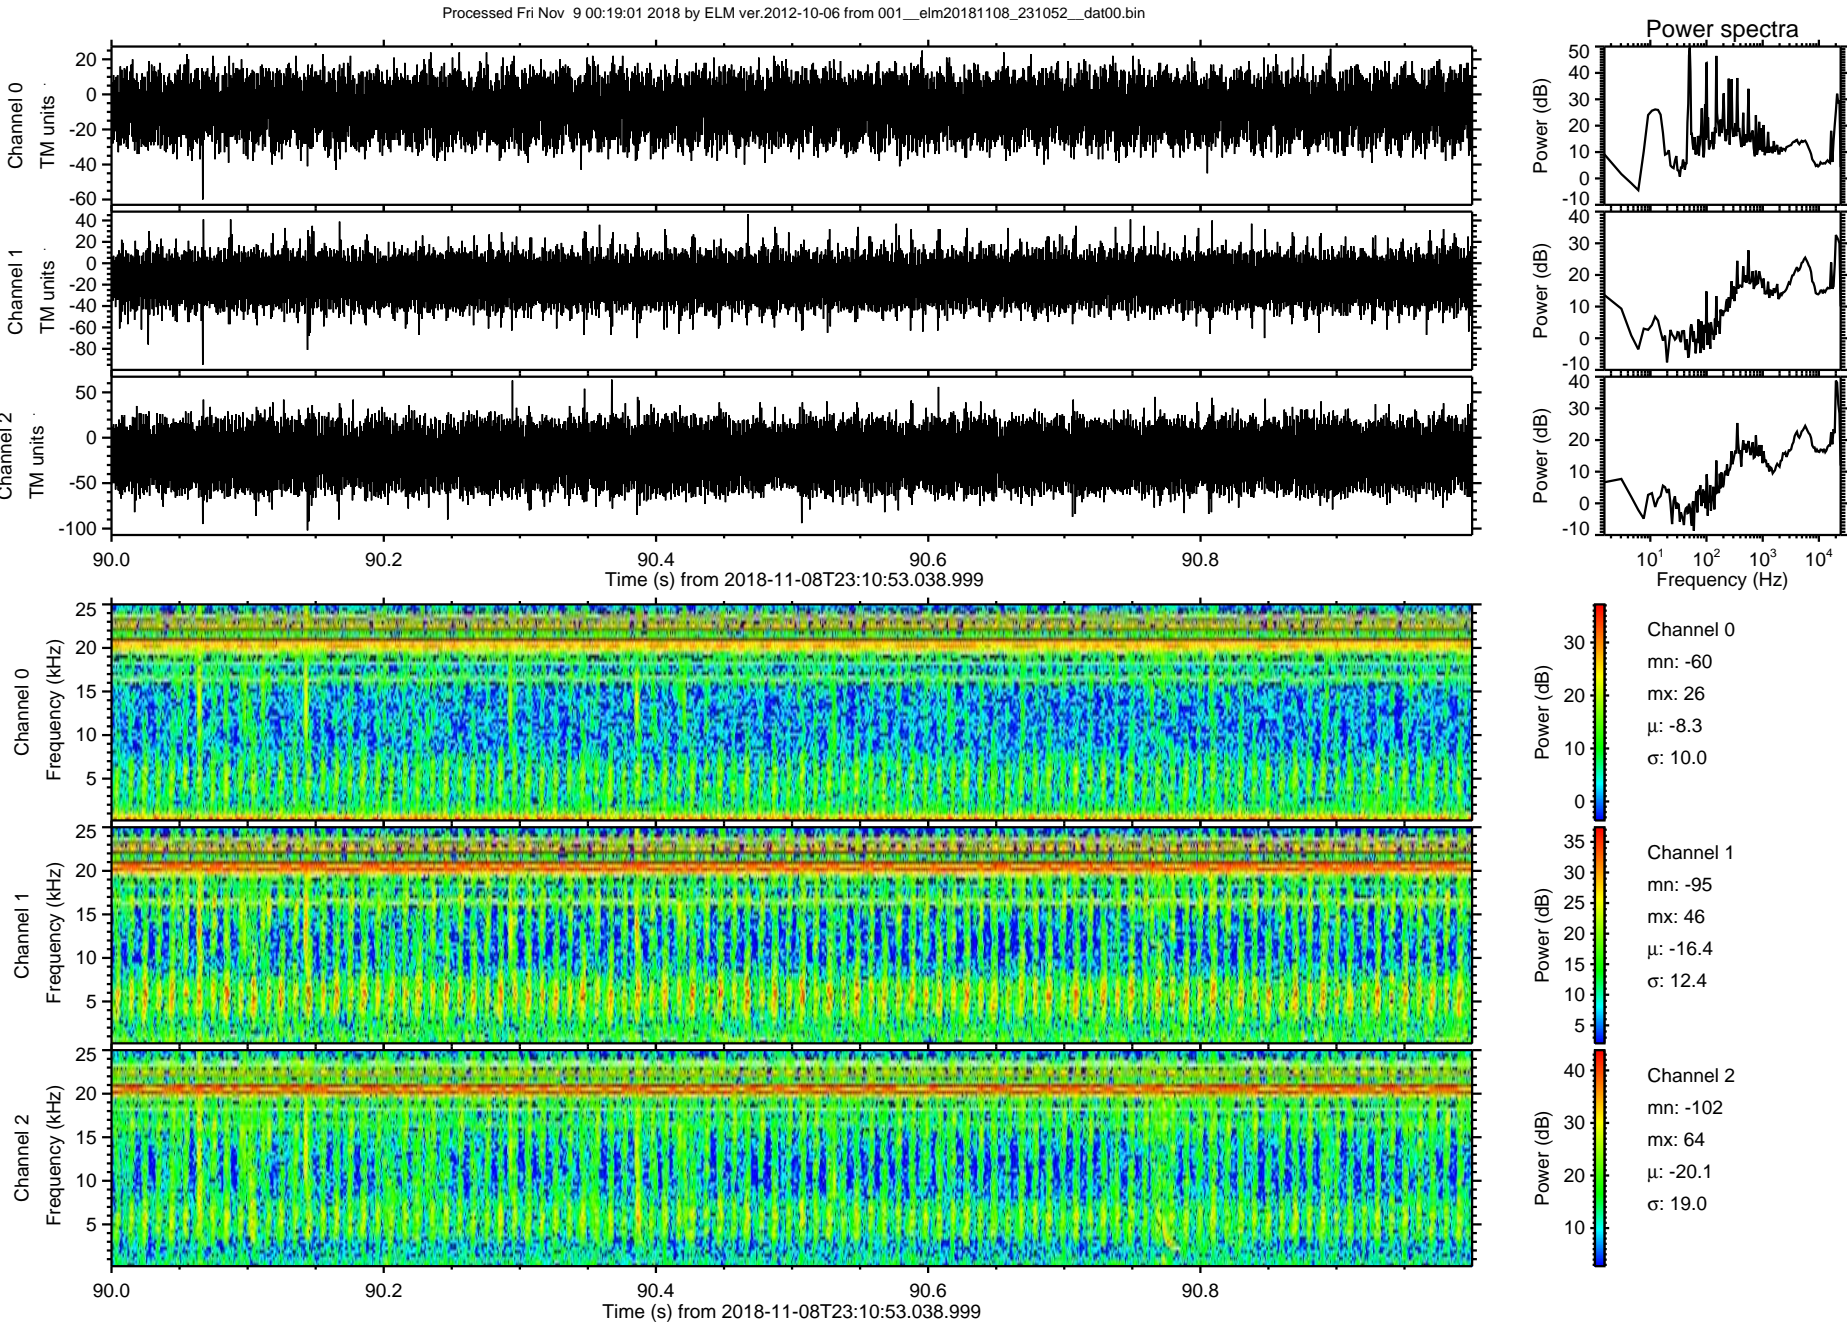 Processed Fri Nov  9 00:19:01 2018 by ELM ver.2012-10-06 from 001__elm20181108_231052__dat00.bin
Power spectra
Channel 0
TM units
20
0
-20
-40
-60
Power (dB)
50
40
30
20
10
0
-10
Channel 1
TM units
40
20
0
-20
-40
-60
-80
Power (dB)
40
30
20
10
0
-10
Channel 2
TM units
50
0
-50
-100
Power (dB)
40
30
20
10
0
-10
90.0 90.2 90.4 90.6 90.8
Time (s) from 2018-11-08T23:10:53.038.999
10^1 10^2 10^3 10^4
Frequency (Hz)
Channel 0
Frequency (kHz)
25
20
15
10
5
Power (dB)
30
20
10
0
Channel 0
mn: -60
mx: 26
μ: -8.3
σ: 10.0
Channel 1
Frequency (kHz)
25
20
15
10
5
Power (dB)
35
30
25
20
15
10
5
Channel 1
mn: -95
mx: 46
μ: -16.4
σ: 12.4
Channel 2
Frequency (kHz)
25
20
15
10
5
Power (dB)
40
30
20
10
Channel 2
mn: -102
mx: 64
μ: -20.1
σ: 19.0
90.0 90.2 90.4 90.6 90.8
Time (s) from 2018-11-08T23:10:53.038.999